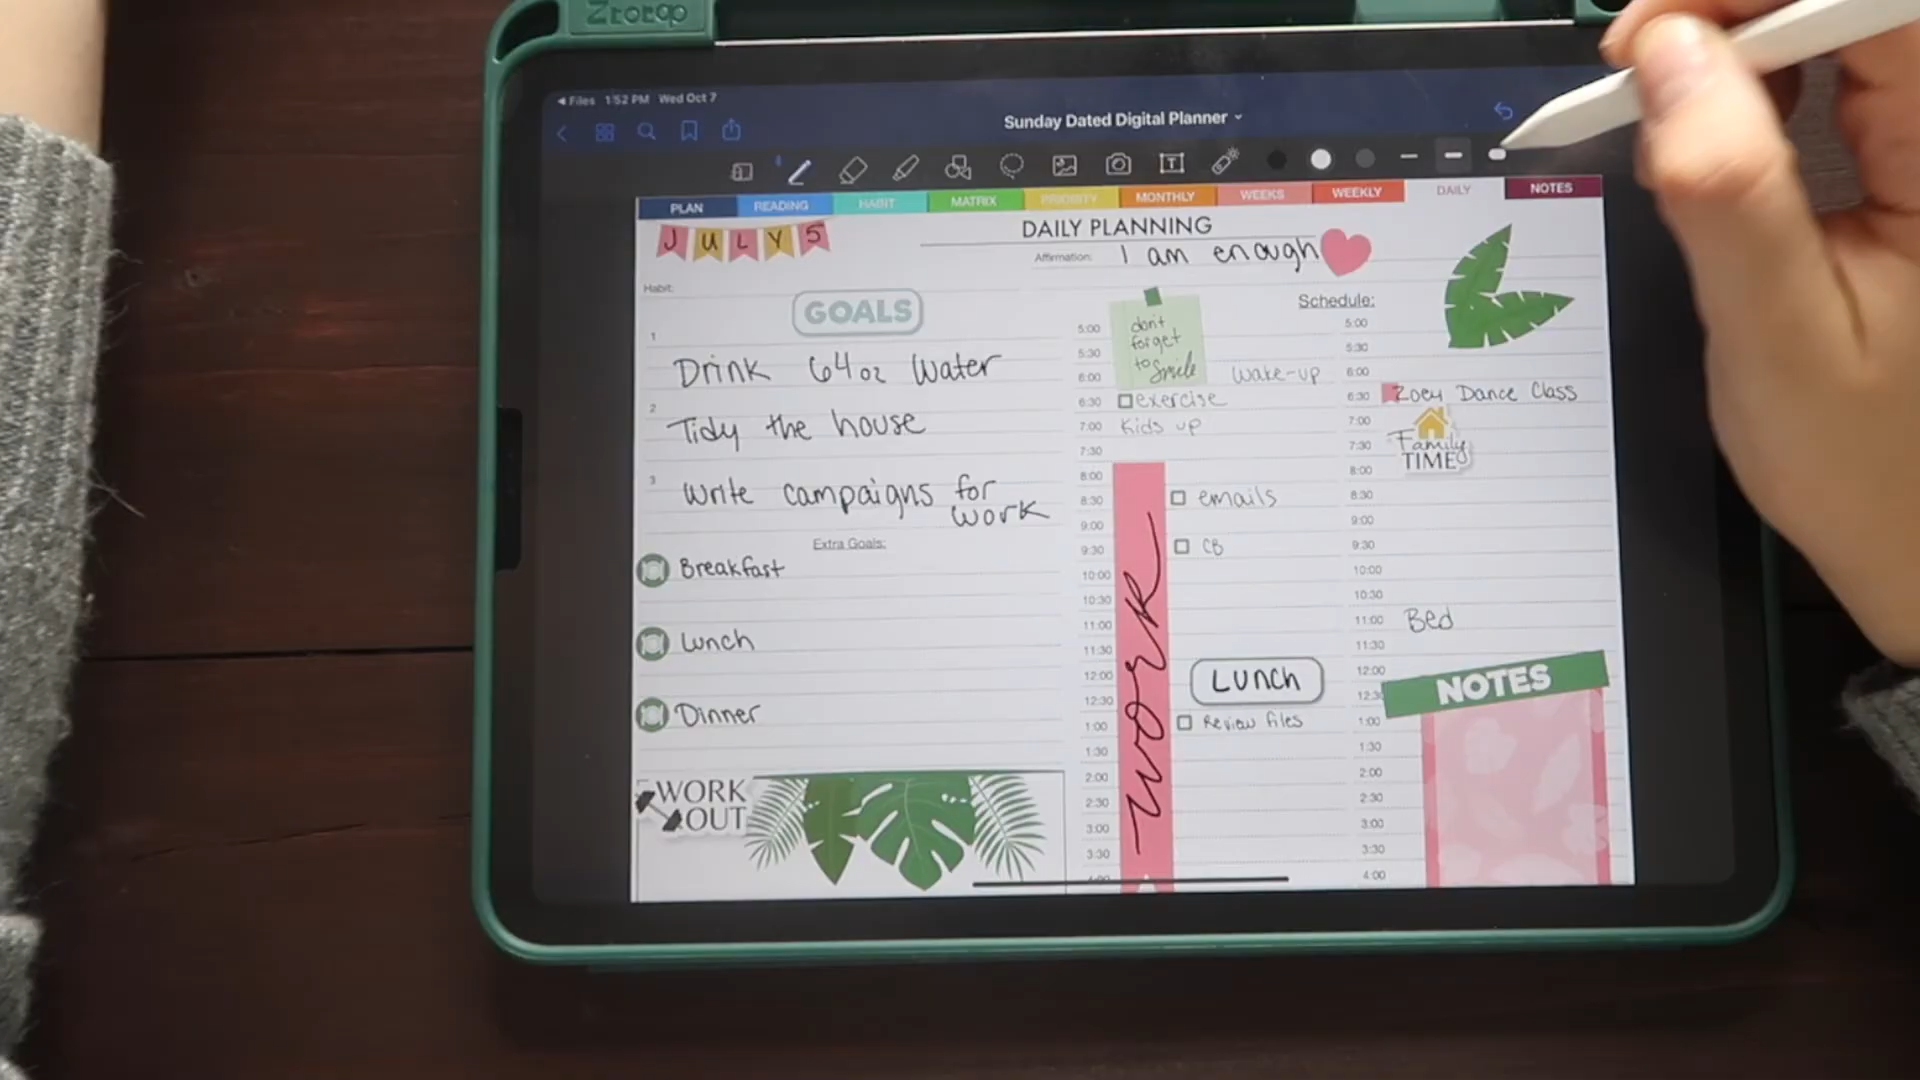 Ztotop
Files 1:52 PM Wed Oct 7
Sunday Dated Digital Planner
T
PLAN READING HABIT MATRIX PRIORITY MONTHLY WEEKS WEEKLY DAILY NOTES
JULY 5
DAILY PLANNING
Affirmation: I am enough
Habit:
GOALS
1
Drink 64oz Water
2
Tidy the house
3
Write campaigns for
work
Extra Goals:
Breakfast
Lunch
Dinner
WORK
OUT
Schedule:
5:00 don't
forget
5:30
to Smile
6:00 Wake-up
6:30 exercise
7:00 Kids up
7:30
8:00
8:30 emails
9:00
9:30 CB
10:00
10:30
11:00
11:30
12:00 Lunch
12:30
1:00 Review files
1:30
2:00
2:30
3:00
3:30
4:00
work
5:00
5:30
6:00
6:30 Zoey Dance Class
7:00
7:30 Family
TIME
8:00
8:30
9:00
9:30
10:00
10:30
11:00 Bed
11:30
12:00
12:30
NOTES
1:00
1:30
2:00
2:30
3:00
3:30
4:00